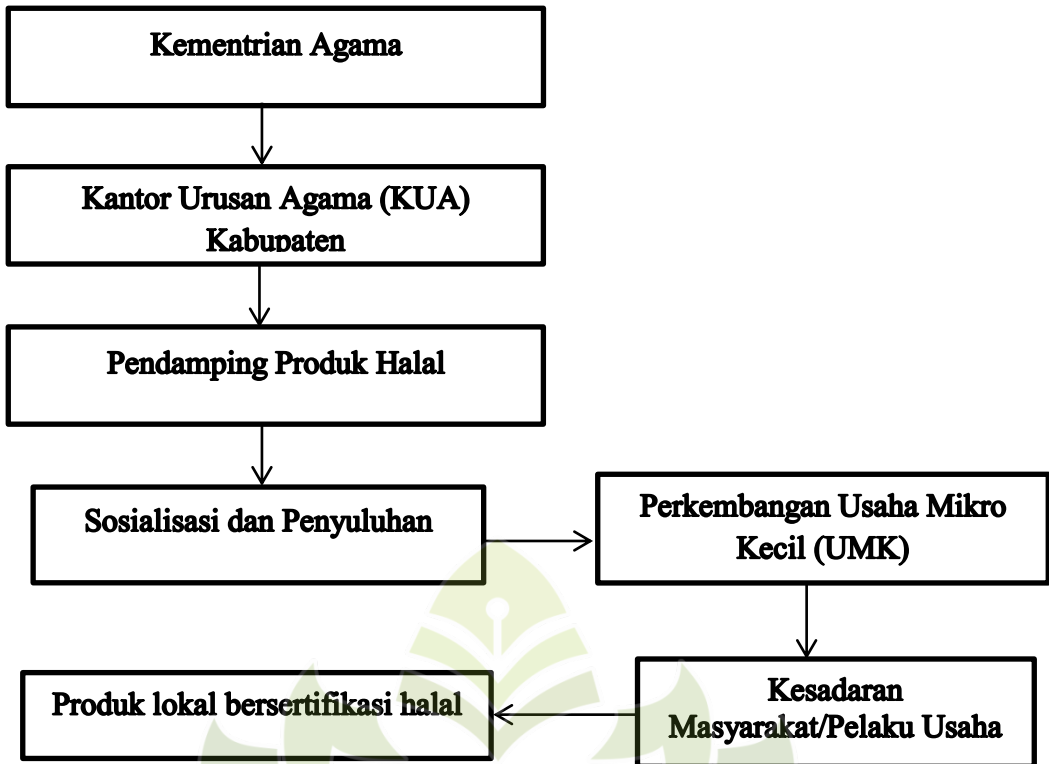 Kementrian Agama
Kantor Urusan Agama (KUA)
Kabupaten
Pendamping Produk Halal
Sosialisasi dan Penyuluhan
Perkembangan Usaha Mikro
Kecil (UMK)
Kesadaran
Masyarakat/Pelaku Usaha
Produk lokal bersertifikasi halal